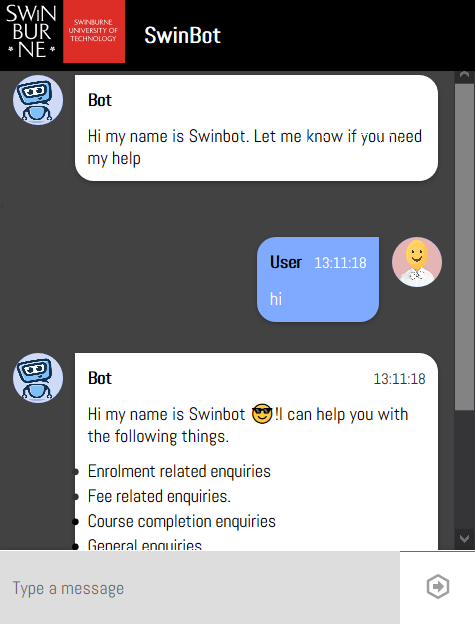 SWIN
BUR
* NE *
SWINBURNE
UNIVERSITY OF
TECHNOLOGY
SwinBot
Bot
Hi my name is Swinbot. Let me know if you need
my help
User 13:11:18
hi
Bot 13:11:18
Hi my name is Swinbot 😎!I can help you with
the following things.
Enrolment related enquiries
Fee related enquiries.
Course completion enquiries
General enquiries
Type a message